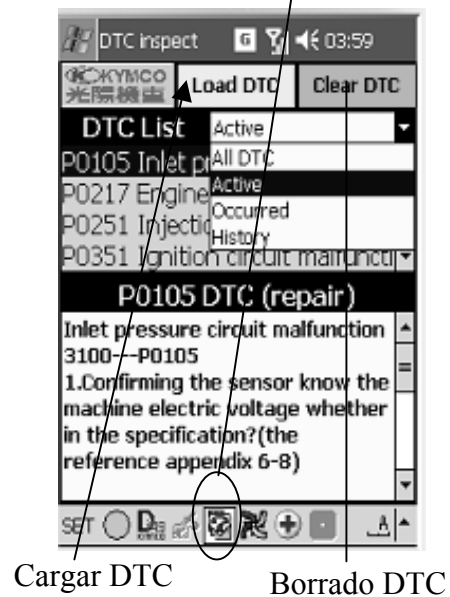 DTC inspect G 03:59
KYMCO
光陽機車
Load DTC
Clear DTC
DTC List
Active
All DTC
Active
Occurred
History
P0105 Inlet pr
P0217 Engine
P0251 Injectio
P0351 Ignition circuit malfuncti
P0105 DTC (repair)
Inlet pressure circuit malfunction
3100---P0105
1.Confirming the sensor know the
machine electric voltage whether
in the specification?(the
reference appendix 6-8)
SET
Cargar DTC
Borrado DTC